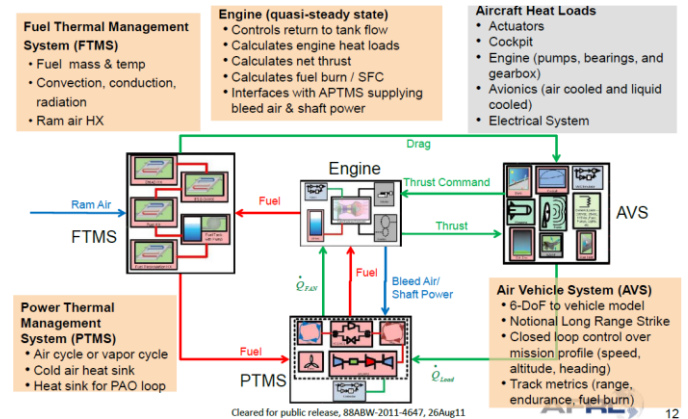 Fuel Thermal Management
System (FTMS)
• Fuel mass & temp
• Convection, conduction,
radiation
• Ram air HX
Engine (quasi-steady state)
• Controls return to tank flow
• Calculates engine heat loads
• Calculates net thrust
• Calculates fuel burn / SFC
• Interfaces with APTMS supplying
bleed air & shaft power
Aircraft Heat Loads
• Actuators
• Cockpit
• Engine (pumps, bearings, and
gearbox)
• Avionics (air cooled and liquid
cooled)
• Electrical System
Drag
Engine
Thrust Command
Ram Air
Fuel
AVS
FTMS
Thrust
Q̇FAN
Fuel
Bleed Air/
Shaft Power
Power Thermal
Management
System (PTMS)
• Air cycle or vapor cycle
• Cold air heat sink
• Heat sink for PAO loop
Fuel
PTMS
Q̇Load
Air Vehicle System (AVS)
• 6-DoF to vehicle model
• Notional Long Range Strike
• Closed loop control over
mission profile (speed,
altitude, heading)
• Track metrics (range,
endurance, fuel burn)
Cleared for public release, 88ABW-2011-4647, 26Aug11
12